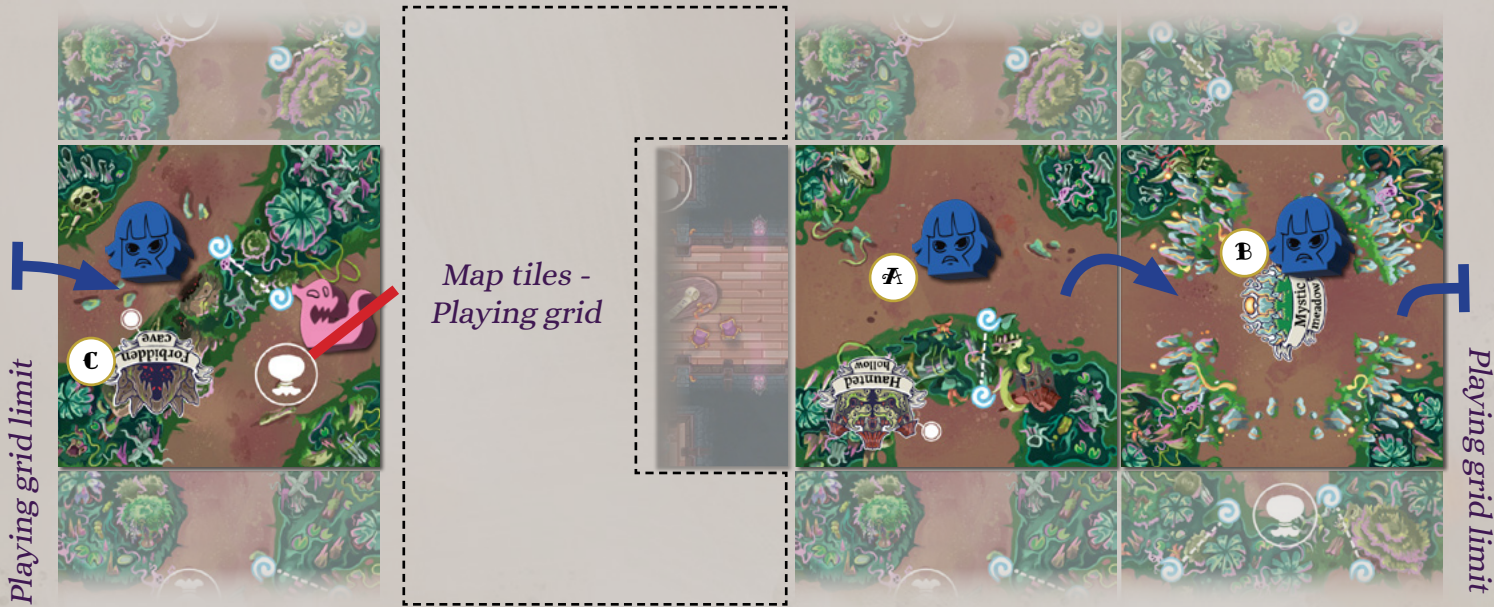 Playing grid limit
C
Forbidden
cave
Map tiles -
Playing grid
A
Haunted
hollow
B
Mystic
meadow
Playing grid limit